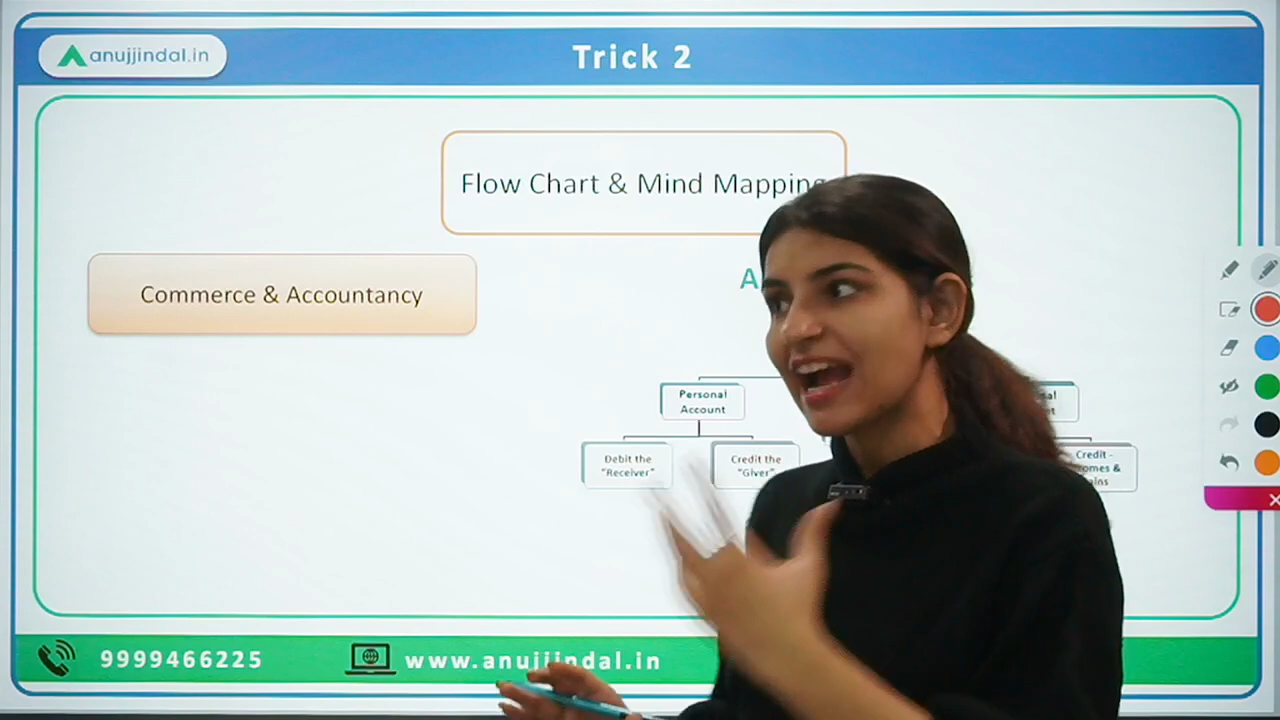 anujjindal.in
Trick 2
Flow Chart & Mind Mapping
Commerce & Accountancy
Personal
Account
Debit the
"Receiver"
Credit the
"Giver"
Credit -
9999466225
www.anujjindal.in